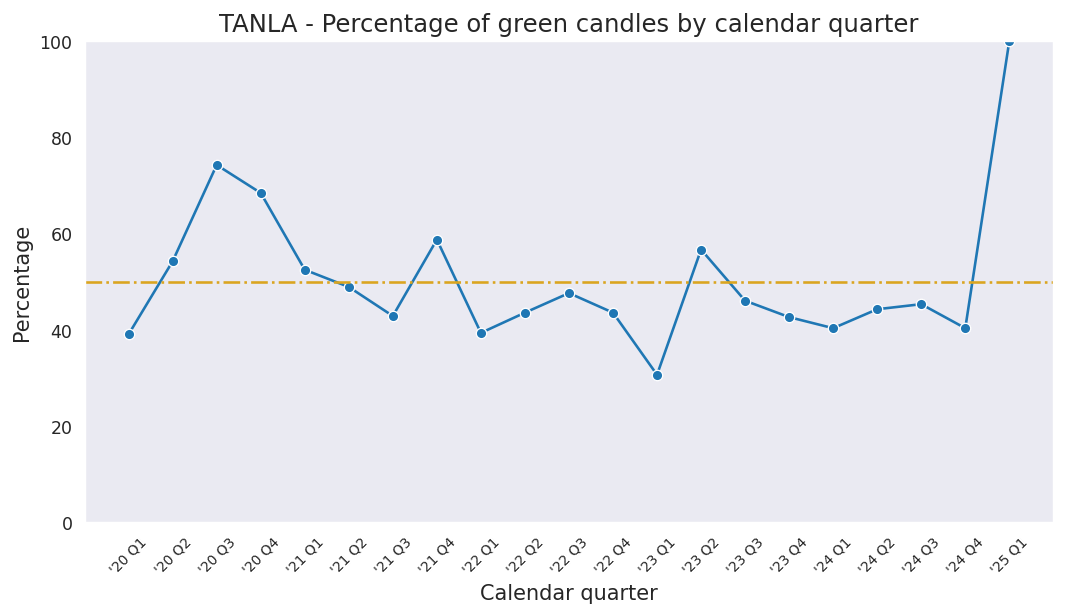 TANLA - Percentage of green candles by calendar quarter
Percentage
100
80
60
40
20
0
'20 Q1
'20 Q2
'20 Q3
'20 Q4
'21 Q1
'21 Q2
'21 Q3
'21 Q4
'22 Q1
'22 Q2
'22 Q3
'22 Q4
'23 Q1
'23 Q2
'23 Q3
'23 Q4
'24 Q1
'24 Q2
'24 Q3
'24 Q4
'25 Q1
Calendar quarter